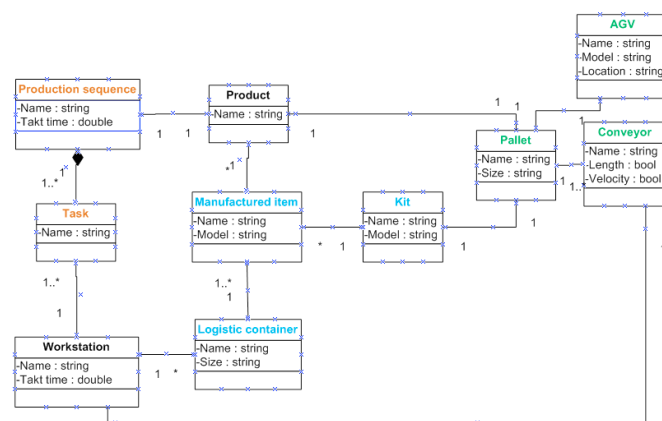 AGV
-Name : string
-Model : string
-Location : string
Production sequence
-Name : string
-Takt time : double
Product
-Name : string
1
1
1
1
1
1
Pallet
-Name : string
-Size : string
Conveyor
-Name : string
-Length : bool
-Velocity : bool
1
1..*
*1
1
1..
Task
-Name : string
Manufactured item
-Name : string
-Model : string
Kit
-Name : string
-Model : string
*
1
1
1
1..*
1
1..*
1
Workstation
-Name : string
-Takt time : double
Logistic container
-Name : string
-Size : string
1
*